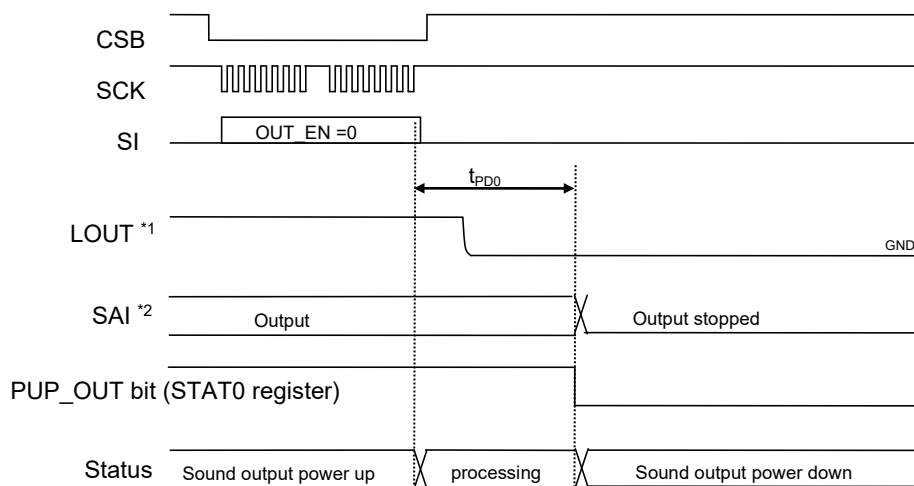 CSB
SCK
SI
OUT_EN =0
tPD0
LOUT *1
GND
SAI *2
Output
Output stopped
PUP_OUT bit (STAT0 register)
Status
Sound output power up
processing
Sound output power down